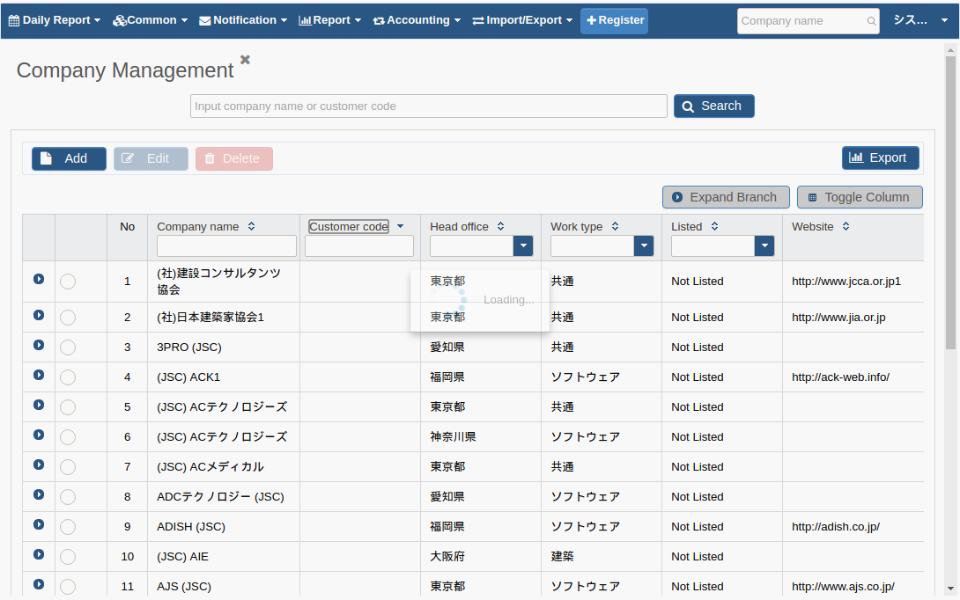 Daily Report Common Notification Report Accounting Import/Export Register Company name シス...
Company Management
Input company name or customer code Search
Add Edit Delete Export
Expand Branch Toggle Column
No Company name Customer code Head office Work type Listed Website
1 (社)建設コンサルタンツ協会 東京都 共通 Not Listed http://www.jcca.or.jp1
Loading...
2 (社)日本建築家協会1 東京都 共通 Not Listed http://www.jia.or.jp
3 3PRO (JSC) 愛知県 共通 Not Listed
4 (JSC) ACK1 福岡県 ソフトウェア Not Listed http://ack-web.info/
5 (JSC) ACテクノロジーズ 東京都 共通 Not Listed
6 (JSC) ACテクノロジーズ 神奈川県 ソフトウェア Not Listed
7 (JSC) ACメディカル 東京都 共通 Not Listed
8 ADCテクノロジー (JSC) 愛知県 ソフトウェア Not Listed
9 ADISH (JSC) 福岡県 ソフトウェア Not Listed http://adish.co.jp/
10 (JSC) AIE 大阪府 建築 Not Listed
11 AJS (JSC) 東京都 ソフトウェア Not Listed http://www.ajs.co.jp/